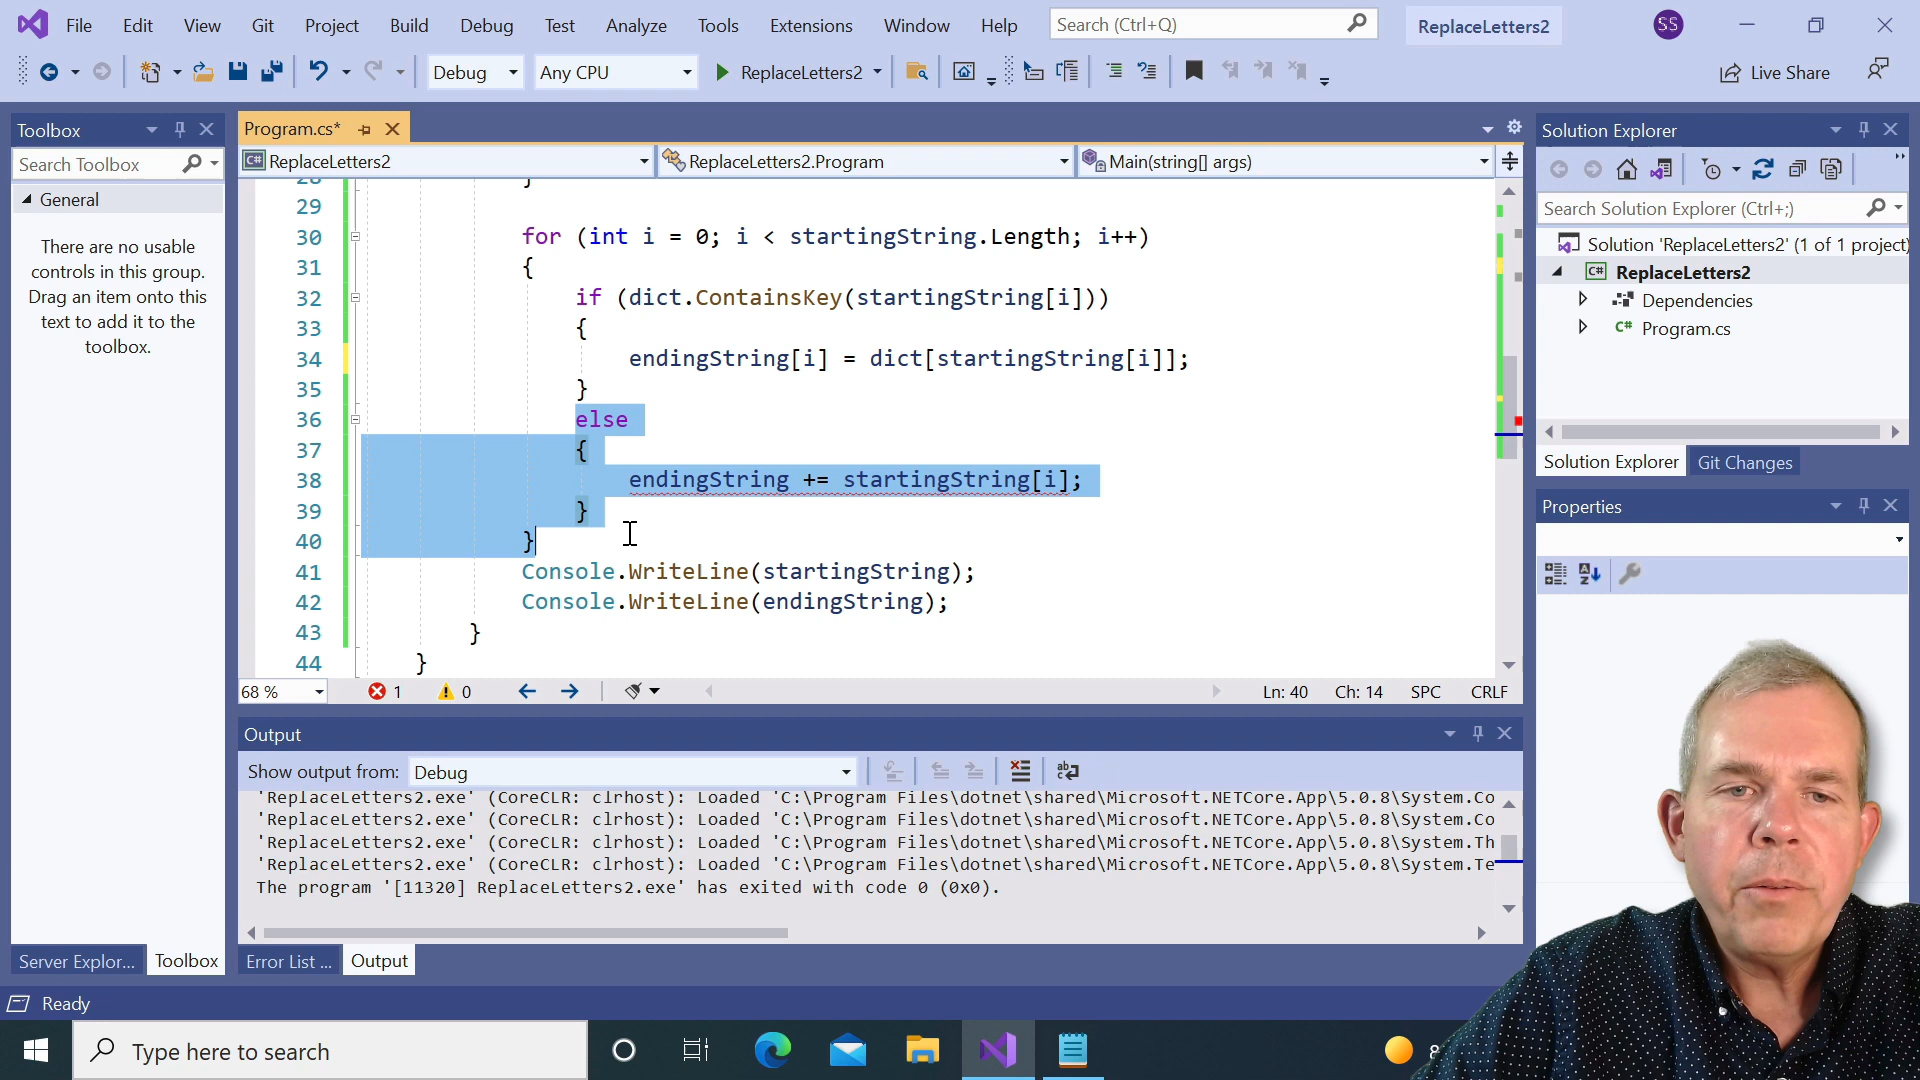 File Edit View Git Project Build Debug Test Analyze Tools Extensions Window Help Search (Ctrl+Q) ReplaceLetters2 SS
Debug Any CPU ReplaceLetters2 Live Share
Toolbox
Search Toolbox
General
There are no usable
controls in this group.
Drag an item onto this
text to add it to the
toolbox.
Server Explor... Toolbox
Program.cs*
ReplaceLetters2 ReplaceLetters2.Program Main(string[] args)
28 }
29
30 for (int i = 0; i < startingString.Length; i++)
31 {
32 if (dict.ContainsKey(startingString[i]))
33 {
34 endingString[i] = dict[startingString[i]];
35 }
36 else
37 {
38 endingString += startingString[i];
39 }
40 }
41 Console.WriteLine(startingString);
42 Console.WriteLine(endingString);
43 }
44 }
68 % 1 0 Ln: 40 Ch: 14 SPC CRLF
Output
Show output from: Debug
'ReplaceLetters2.exe' (CoreCLR: clrhost): Loaded 'C:\Program Files\dotnet\shared\Microsoft.NETCore.App\5.0.8\System.Co
'ReplaceLetters2.exe' (CoreCLR: clrhost): Loaded 'C:\Program Files\dotnet\shared\Microsoft.NETCore.App\5.0.8\System.Co
'ReplaceLetters2.exe' (CoreCLR: clrhost): Loaded 'C:\Program Files\dotnet\shared\Microsoft.NETCore.App\5.0.8\System.Th
'ReplaceLetters2.exe' (CoreCLR: clrhost): Loaded 'C:\Program Files\dotnet\shared\Microsoft.NETCore.App\5.0.8\System.Te
The program '[11320] ReplaceLetters2.exe' has exited with code 0 (0x0).
Error List ... Output
Solution Explorer
Search Solution Explorer (Ctrl+;)
Solution 'ReplaceLetters2' (1 of 1 project)
C# ReplaceLetters2
Dependencies
C# Program.cs
Solution Explorer Git Changes
Properties
Ready
Type here to search
8